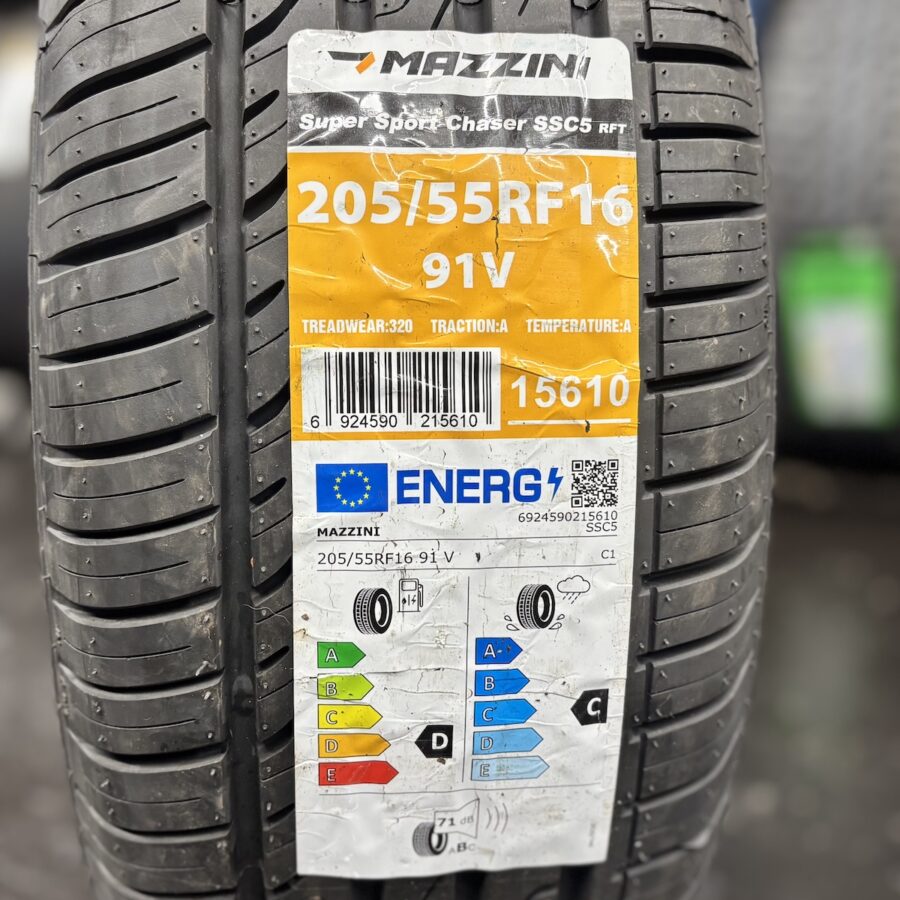 MAZZINI
Super Sport Chaser SSC5 RFT
205/55RF16
91V
TREADWEAR:320 TRACTION:A TEMPERATURE:A
6 924590 215610
15610
ENERG
6924590215610
SSC5
MAZZINI
205/55RF16 91 V C1
A A
B B
C C C
D D D
E E
71 dB
ABC